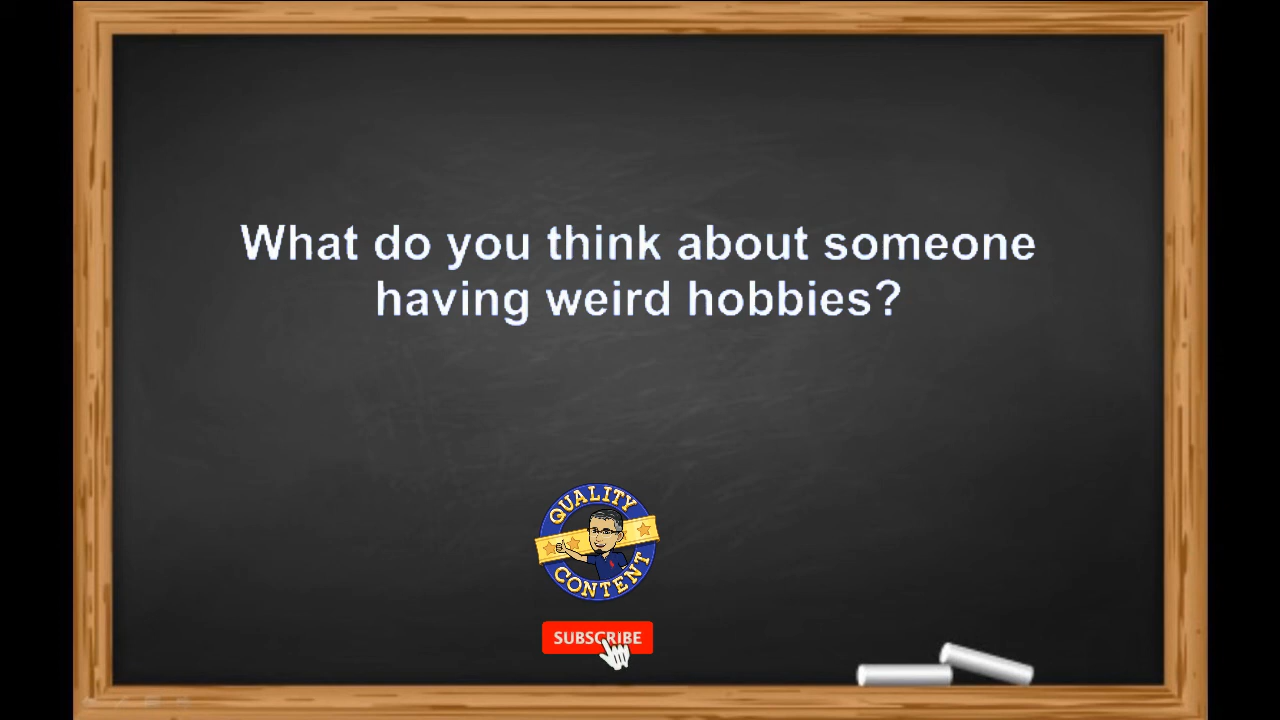 What do you think about someone
having weird hobbies?
QUALITY
CONTENT
SUBSCRIBE